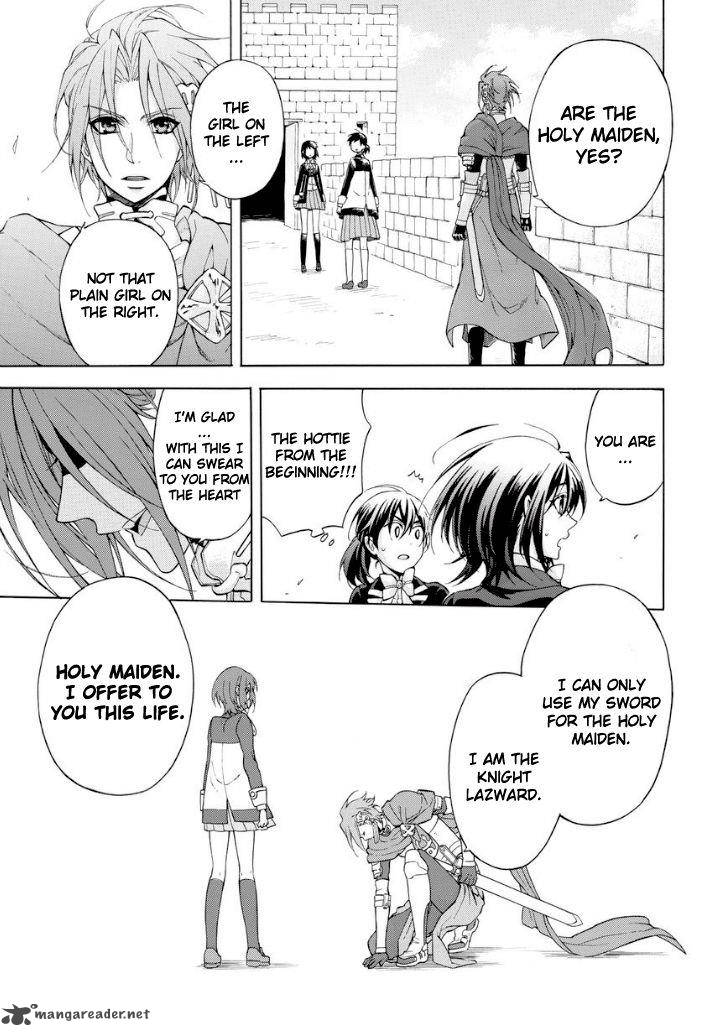 ARE THE
HOLY MAIDEN,
YES?
THE
GIRL ON
THE LEFT
...
NOT THAT
PLAIN GIRL ON
THE RIGHT.
YOU ARE
...
THE HOTTIE
FROM THE
BEGINNING!!!
I'M GLAD
...
WITH THIS I
CAN SWEAR
TO YOU FROM
THE HEART
I CAN ONLY
USE MY SWORD
FOR THE HOLY
MAIDEN.
I AM THE
KNIGHT
LAZWARD.
HOLY MAIDEN.
I OFFER TO
YOU THIS LIFE.
mangareader.net